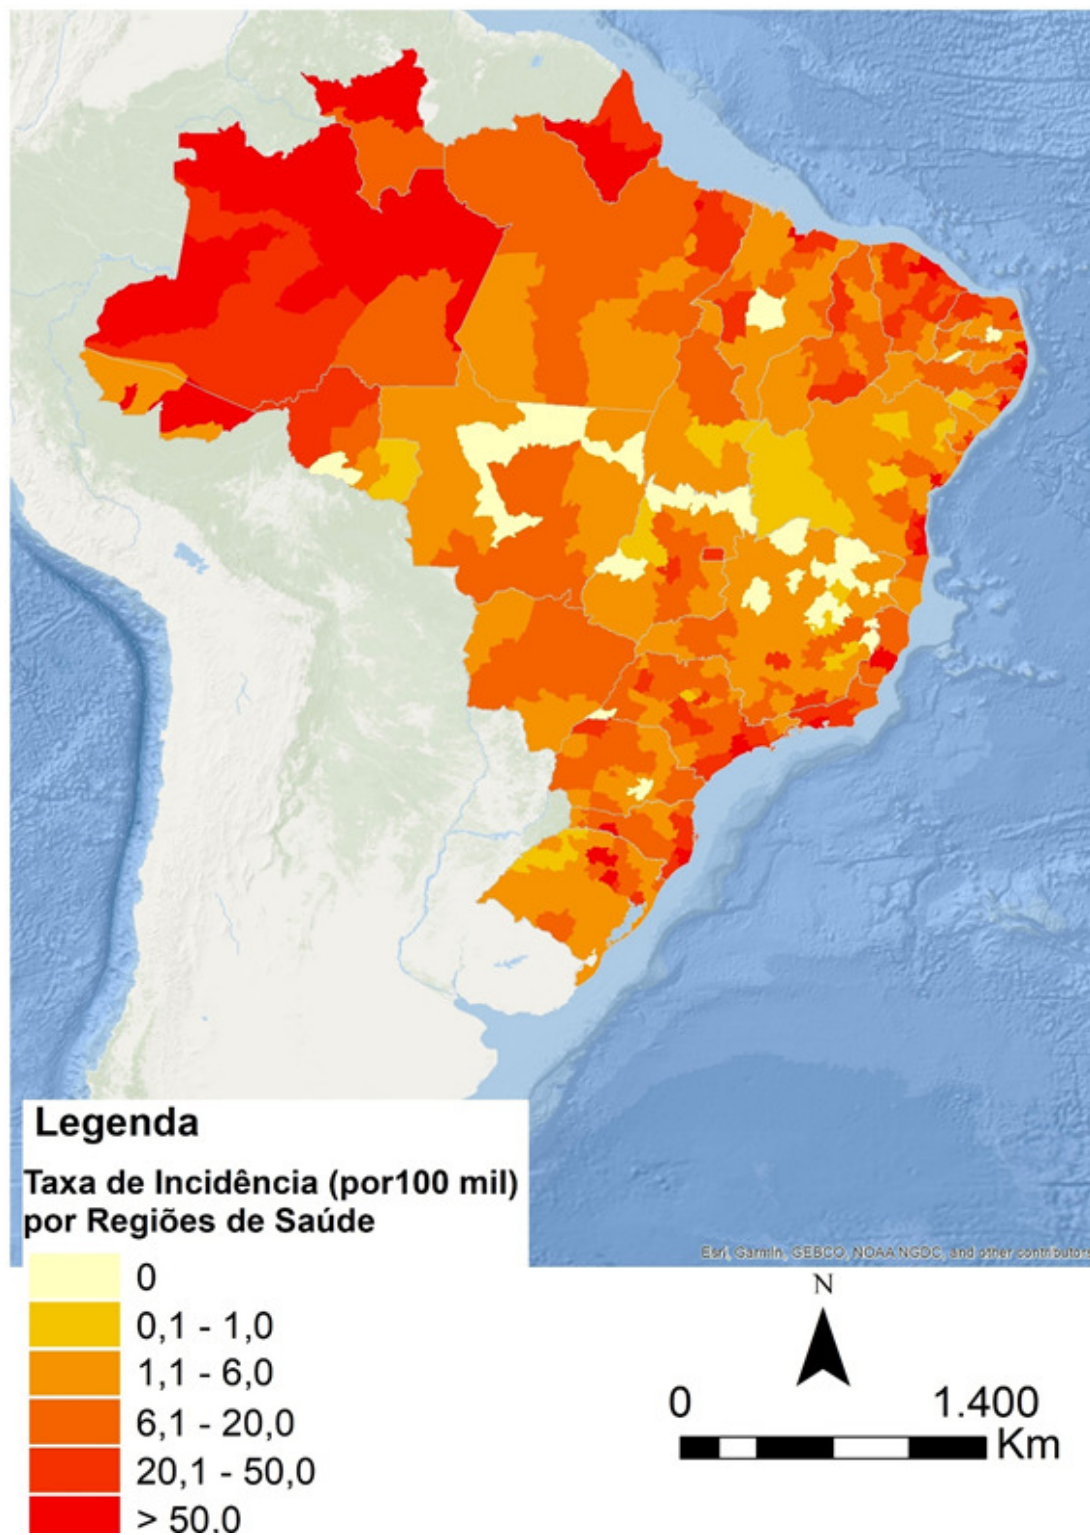 Legenda
Taxa de Incidência (por100 mil)
por Regiões de Saúde
0
0,1 - 1,0
1,1 - 6,0
6,1 - 20,0
20,1 - 50,0
> 50,0
Esri, Garmin, GEBCO, NOAA NGDC, and other contributors
N
0 1.400
Km